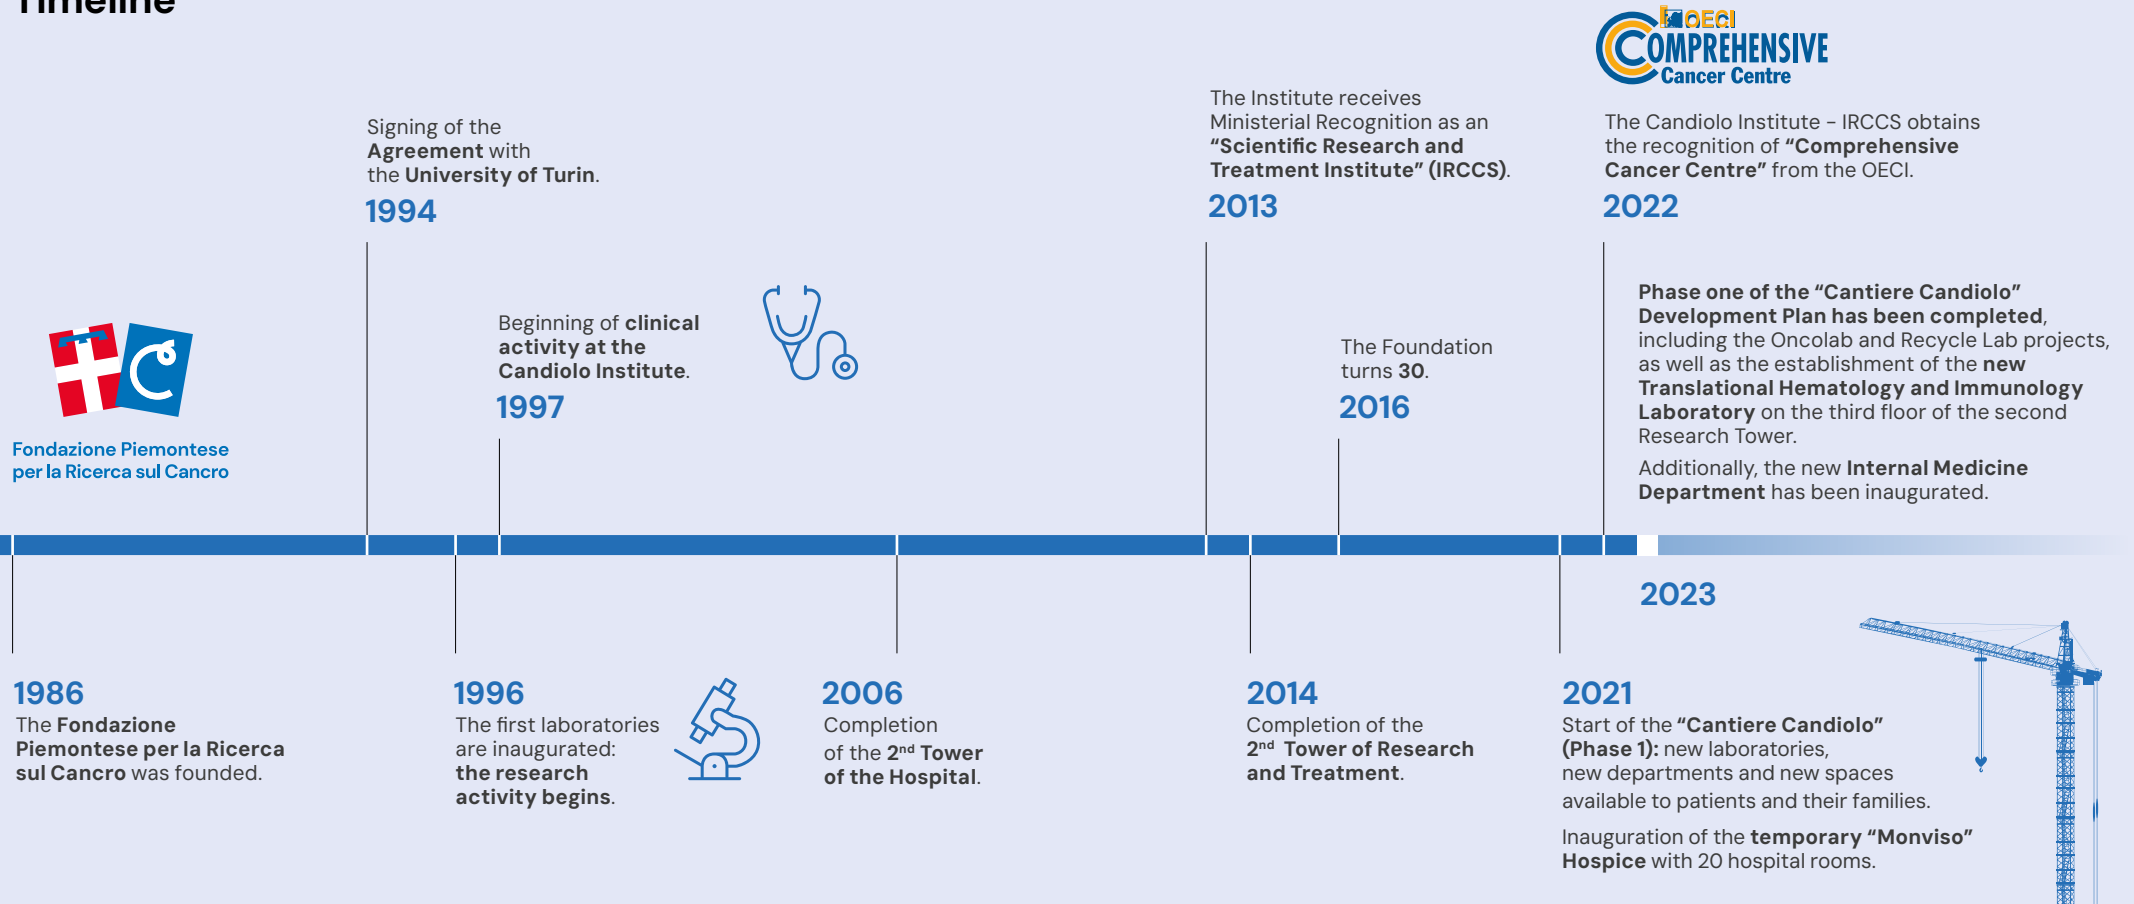 Timeline
OECI
COMPREHENSIVE
Cancer Centre
Signing of the
Agreement with
the University of Turin.
1994
The Institute receives
Ministerial Recognition as an
“Scientific Research and
Treatment Institute” (IRCCS).
2013
The Candiolo Institute – IRCCS obtains
the recognition of “Comprehensive
Cancer Centre” from the OECI.
2022
Fondazione Piemontese
per la Ricerca sul Cancro
Beginning of clinical
activity at the
Candiolo Institute.
1997
The Foundation
turns 30.
2016
Phase one of the “Cantiere Candiolo”
Development Plan has been completed,
including the Oncolab and Recycle Lab projects,
as well as the establishment of the new
Translational Hematology and Immunology
Laboratory on the third floor of the second
Research Tower.
Additionally, the new Internal Medicine
Department has been inaugurated.
2023
1986
The Fondazione
Piemontese per la Ricerca
sul Cancro was founded.
1996
The first laboratories
are inaugurated:
the research
activity begins.
2006
Completion
of the 2nd Tower
of the Hospital.
2014
Completion of the
2nd Tower of Research
and Treatment.
2021
Start of the “Cantiere Candiolo”
(Phase 1): new laboratories,
new departments and new spaces
available to patients and their families.
Inauguration of the temporary “Monviso”
Hospice with 20 hospital rooms.